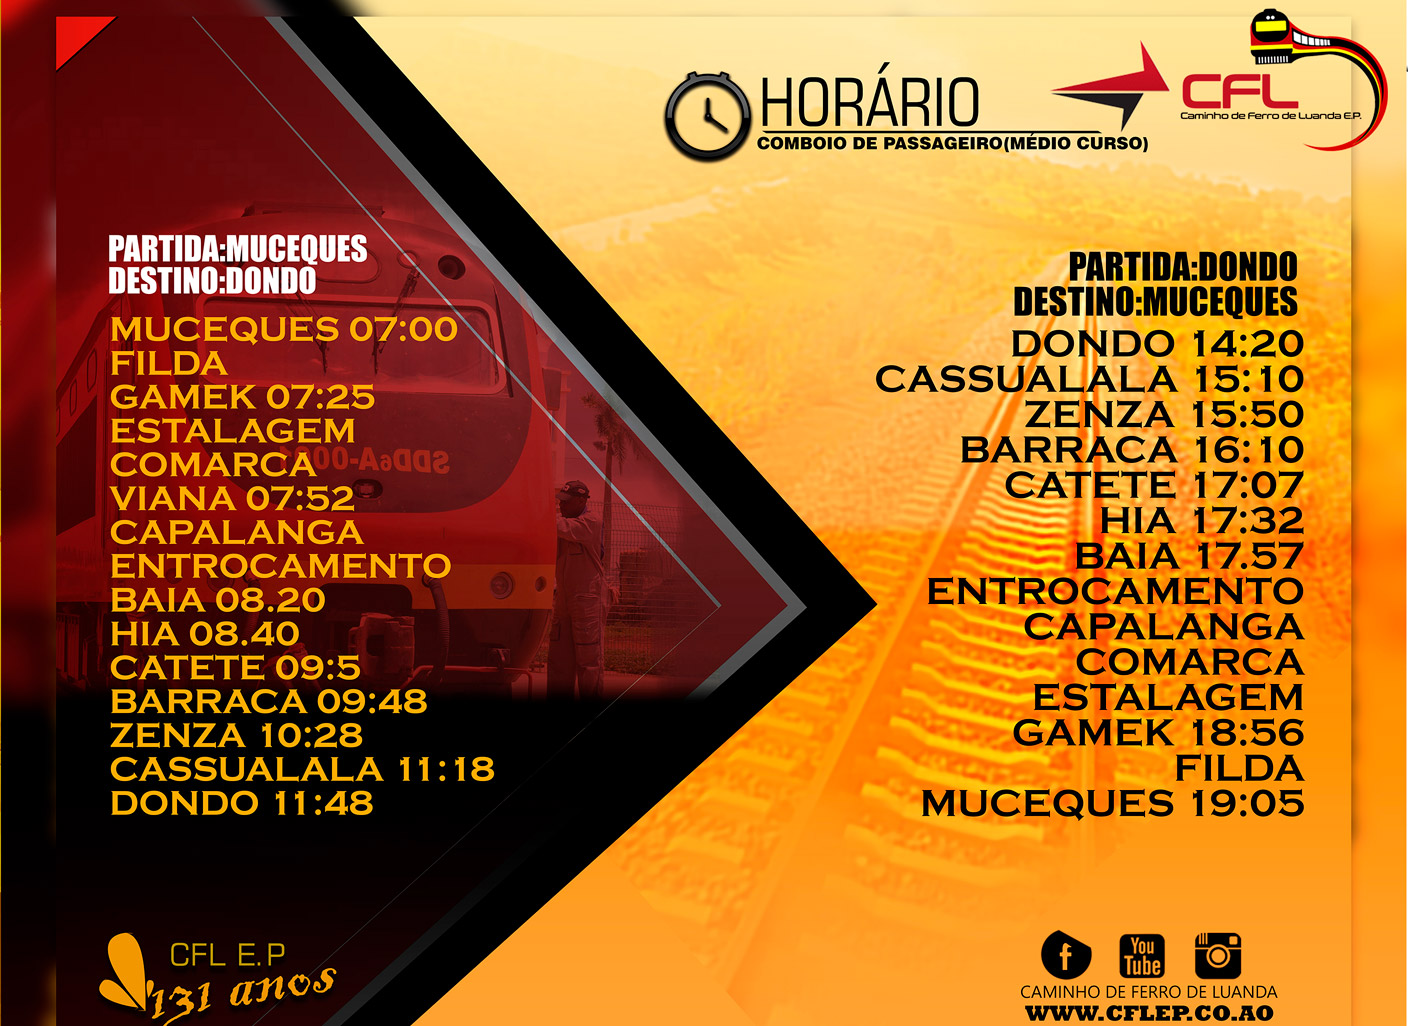 HORÁRIO
COMBOIO DE PASSAGEIRO(MÉDIO CURSO)
CFL
Caminho de Ferro de Luanda E.P.
PARTIDA:MUCEQUES
DESTINO:DONDO
MUCEQUES 07:00
FILDA
GAMEK 07:25
ESTALAGEM
COMARCA
VIANA 07:52
CAPALANGA
ENTROCAMENTO
BAIA 08.20
HIA 08.40
CATETE 09:5
BARRACA 09:48
ZENZA 10:28
CASSUALALA 11:18
DONDO 11:48
CFL E.P
131 anos
PARTIDA:DONDO
DESTINO:MUCEQUES
DONDO 14:20
CASSUALALA 15:10
ZENZA 15:50
BARRACA 16:10
CATETE 17:07
HIA 17:32
BAIA 17.57
ENTROCAMENTO
CAPALANGA
COMARCA
ESTALAGEM
GAMEK 18:56
FILDA
MUCEQUES 19:05
f
You
Tube
CAMINHO DE FERRO DE LUANDA
WWW.CFLEP.CO.AO